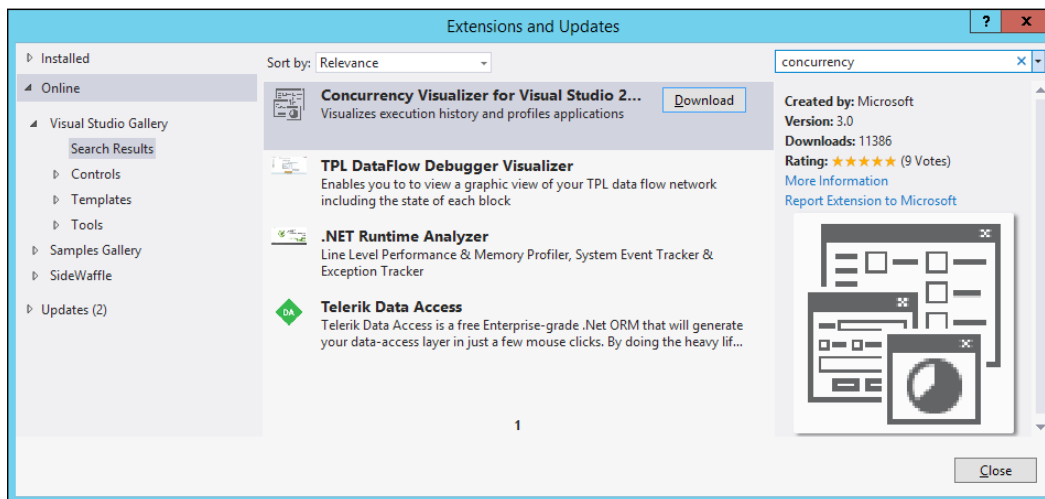 Extensions and Updates
?
x
Installed
Online
Visual Studio Gallery
Search Results
Controls
Templates
Tools
Samples Gallery
SideWaffle
Updates (2)
Sort by: Relevance
Concurrency Visualizer for Visual Studio 2...
Download
Visualizes execution history and profiles applications
TPL DataFlow Debugger Visualizer
Enables you to to view a graphic view of your TPL data flow network
including the state of each block
.NET Runtime Analyzer
Line Level Performance & Memory Profiler, System Event Tracker &
Exception Tracker
DA
Telerik Data Access
Telerik Data Access is a free Enterprise-grade .Net ORM that will generate
your data-access layer in just a few mouse clicks. By doing the heavy lif...
1
concurrency
Created by: Microsoft
Version: 3.0
Downloads: 11386
Rating: ★★★★★ (9 Votes)
More Information
Report Extension to Microsoft
Close